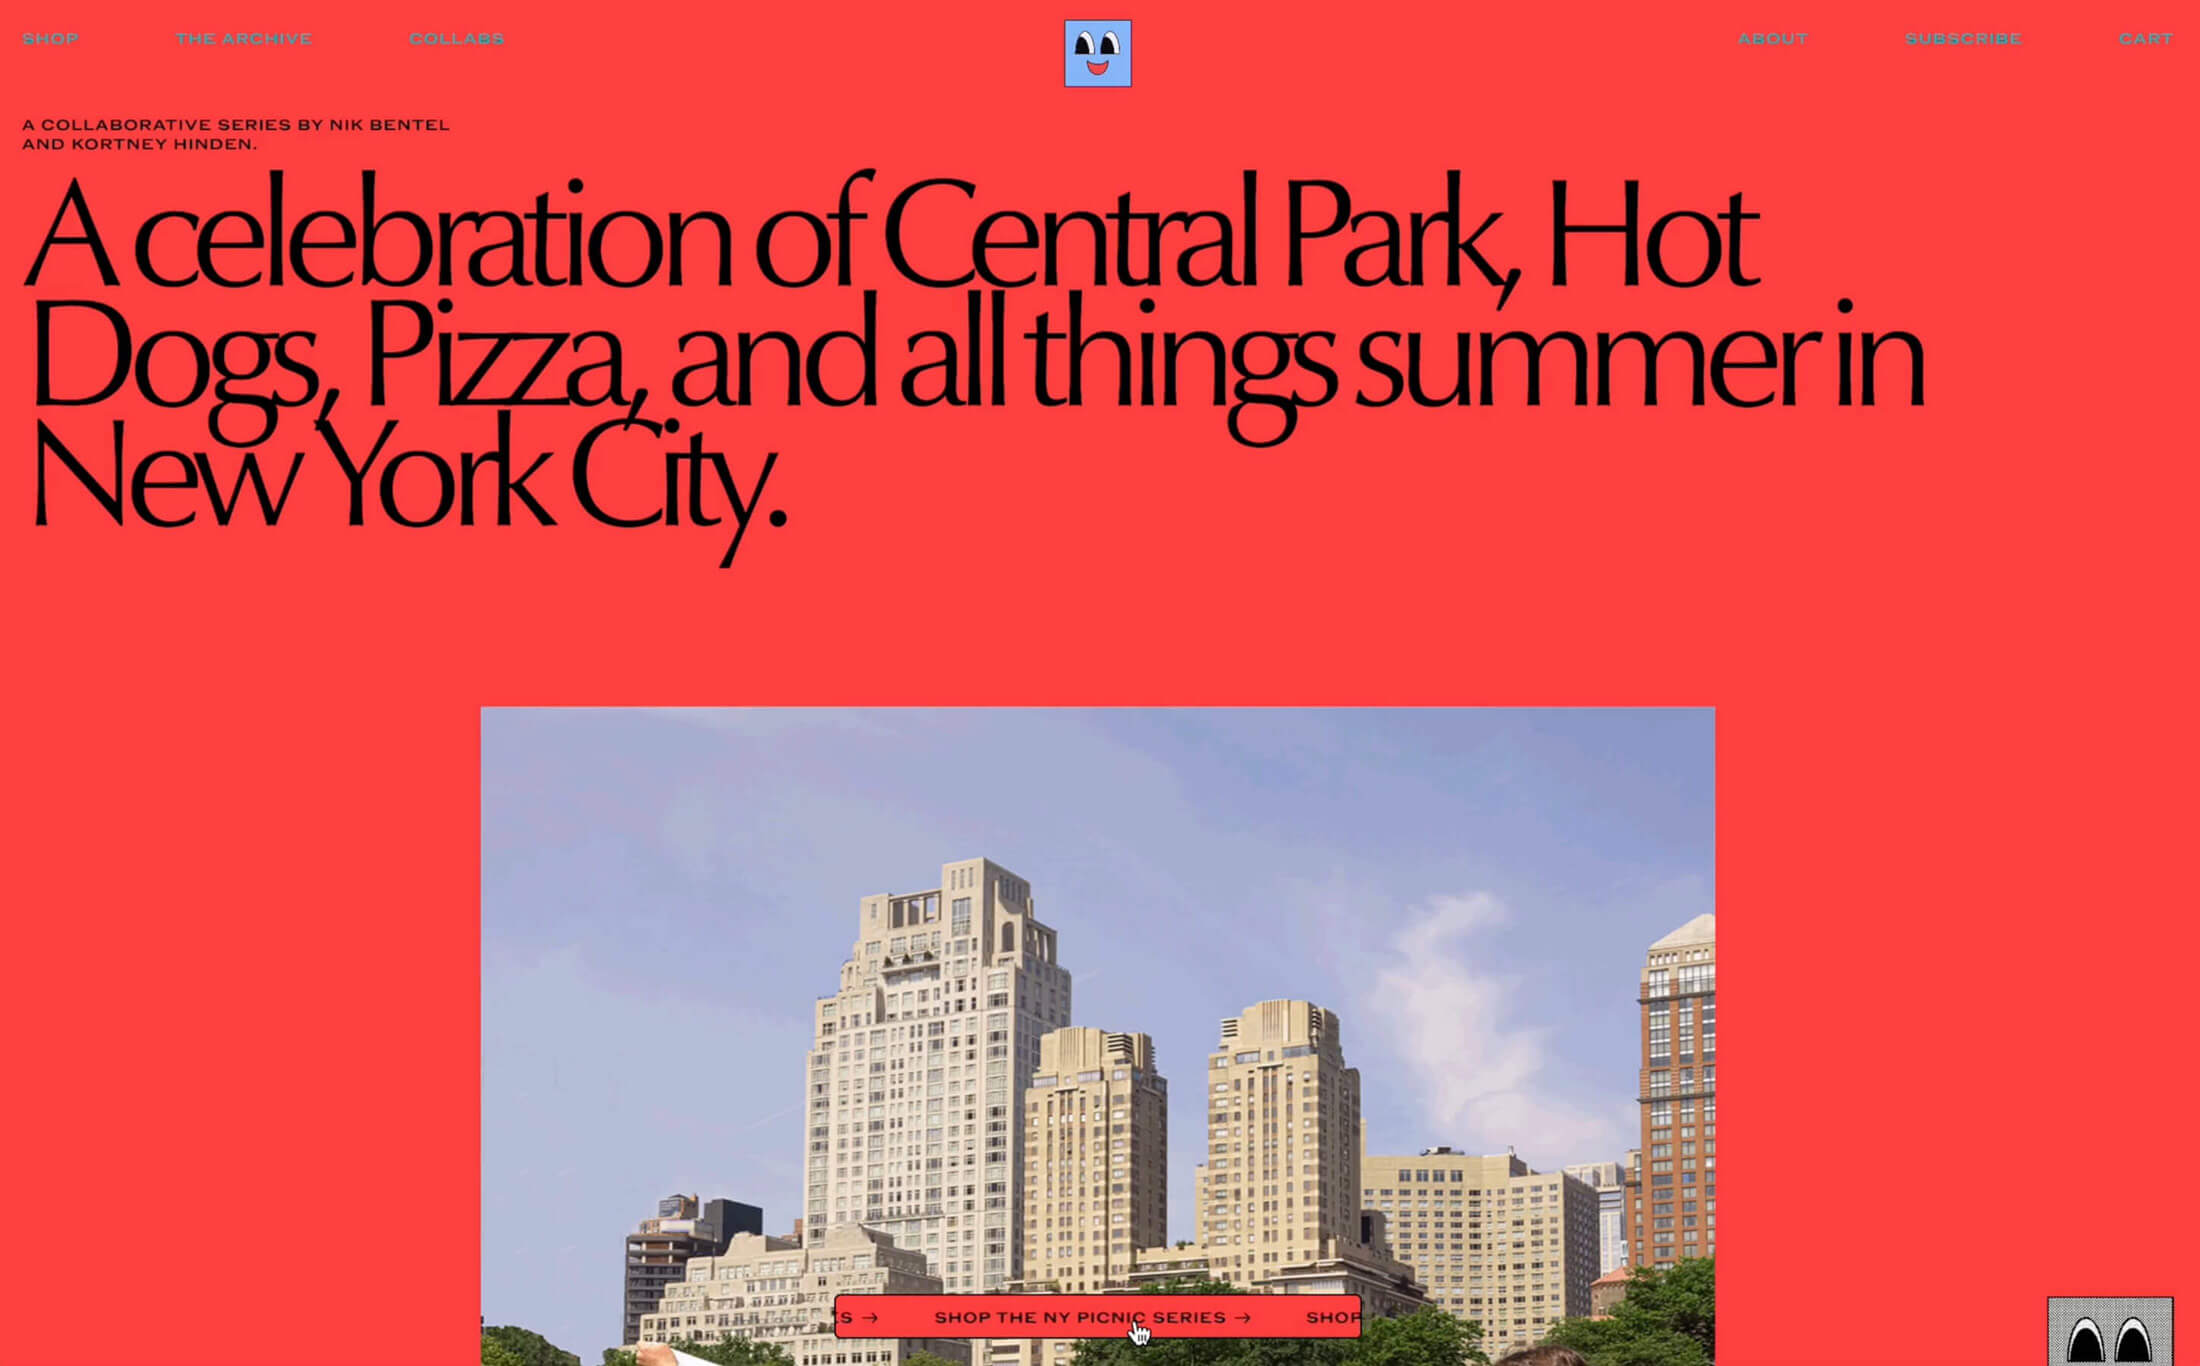 SHOP
THE ARCHIVE
COLLABS
ABOUT
SUBSCRIBE
CART
A COLLABORATIVE SERIES BY NIK BENTEL
AND KORTNEY HINDEN.
A celebration of Central Park, Hot
Dogs, Pizza, and all things summer in
New York City.
S → SHOP THE NY PICNIC SERIES → SHOP